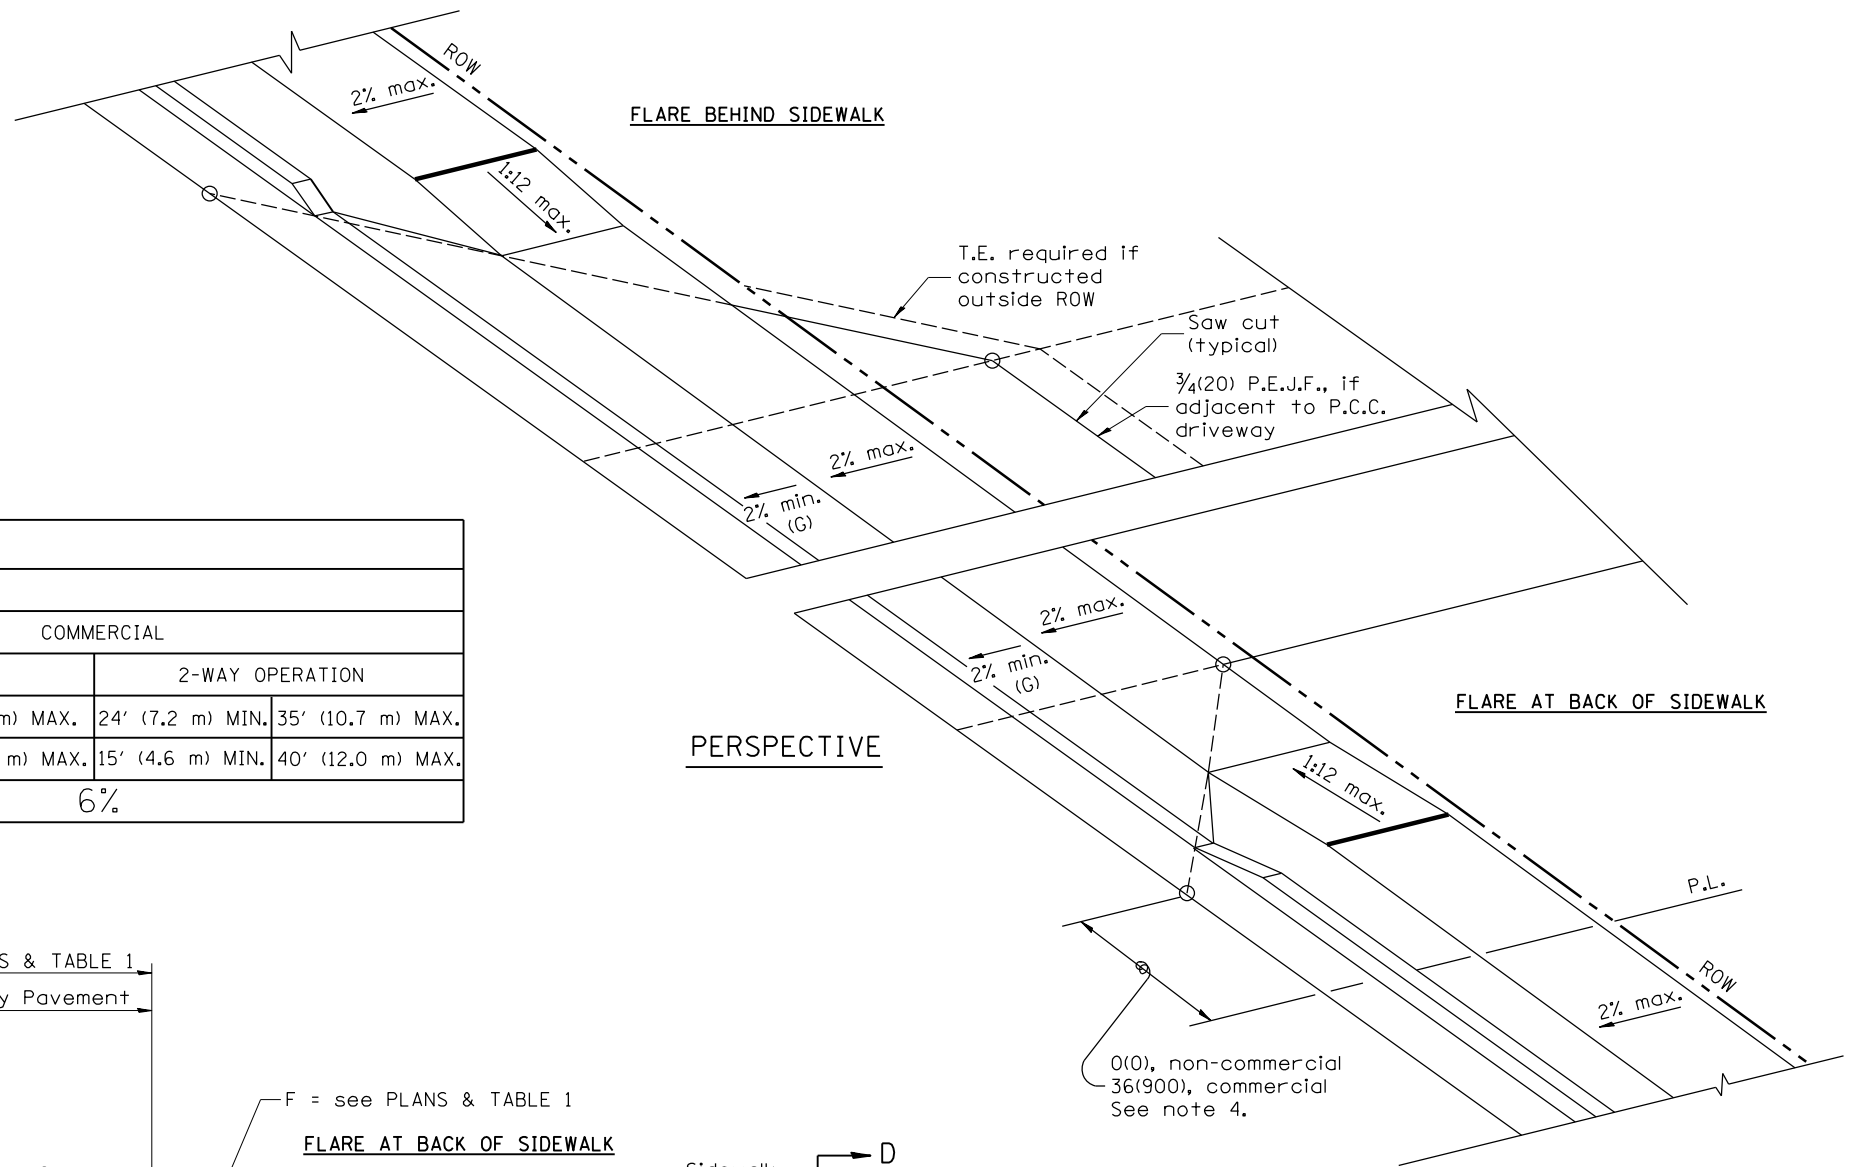 ROW
2% max.
FLARE BEHIND SIDEWALK
1:12 max.
T.E. required if
constructed
outside ROW
Saw cut
(typical)
¾(20) P.E.J.F., if
adjacent to P.C.C.
driveway
2% max.
2% min.
(G)
COMMERCIAL
2-WAY OPERATION
m) MAX.
24' (7.2 m) MIN.
35' (10.7 m) MAX.
m) MAX.
15' (4.6 m) MIN.
40' (12.0 m) MAX.
6%
2% max.
2% min.
(G)
FLARE AT BACK OF SIDEWALK
PERSPECTIVE
1:12 max.
P.L.
ROW
2% max.
0(0), non-commercial
36(900), commercial
See note 4.
S & TABLE 1
y Pavement
F = see PLANS & TABLE 1
FLARE AT BACK OF SIDEWALK
D